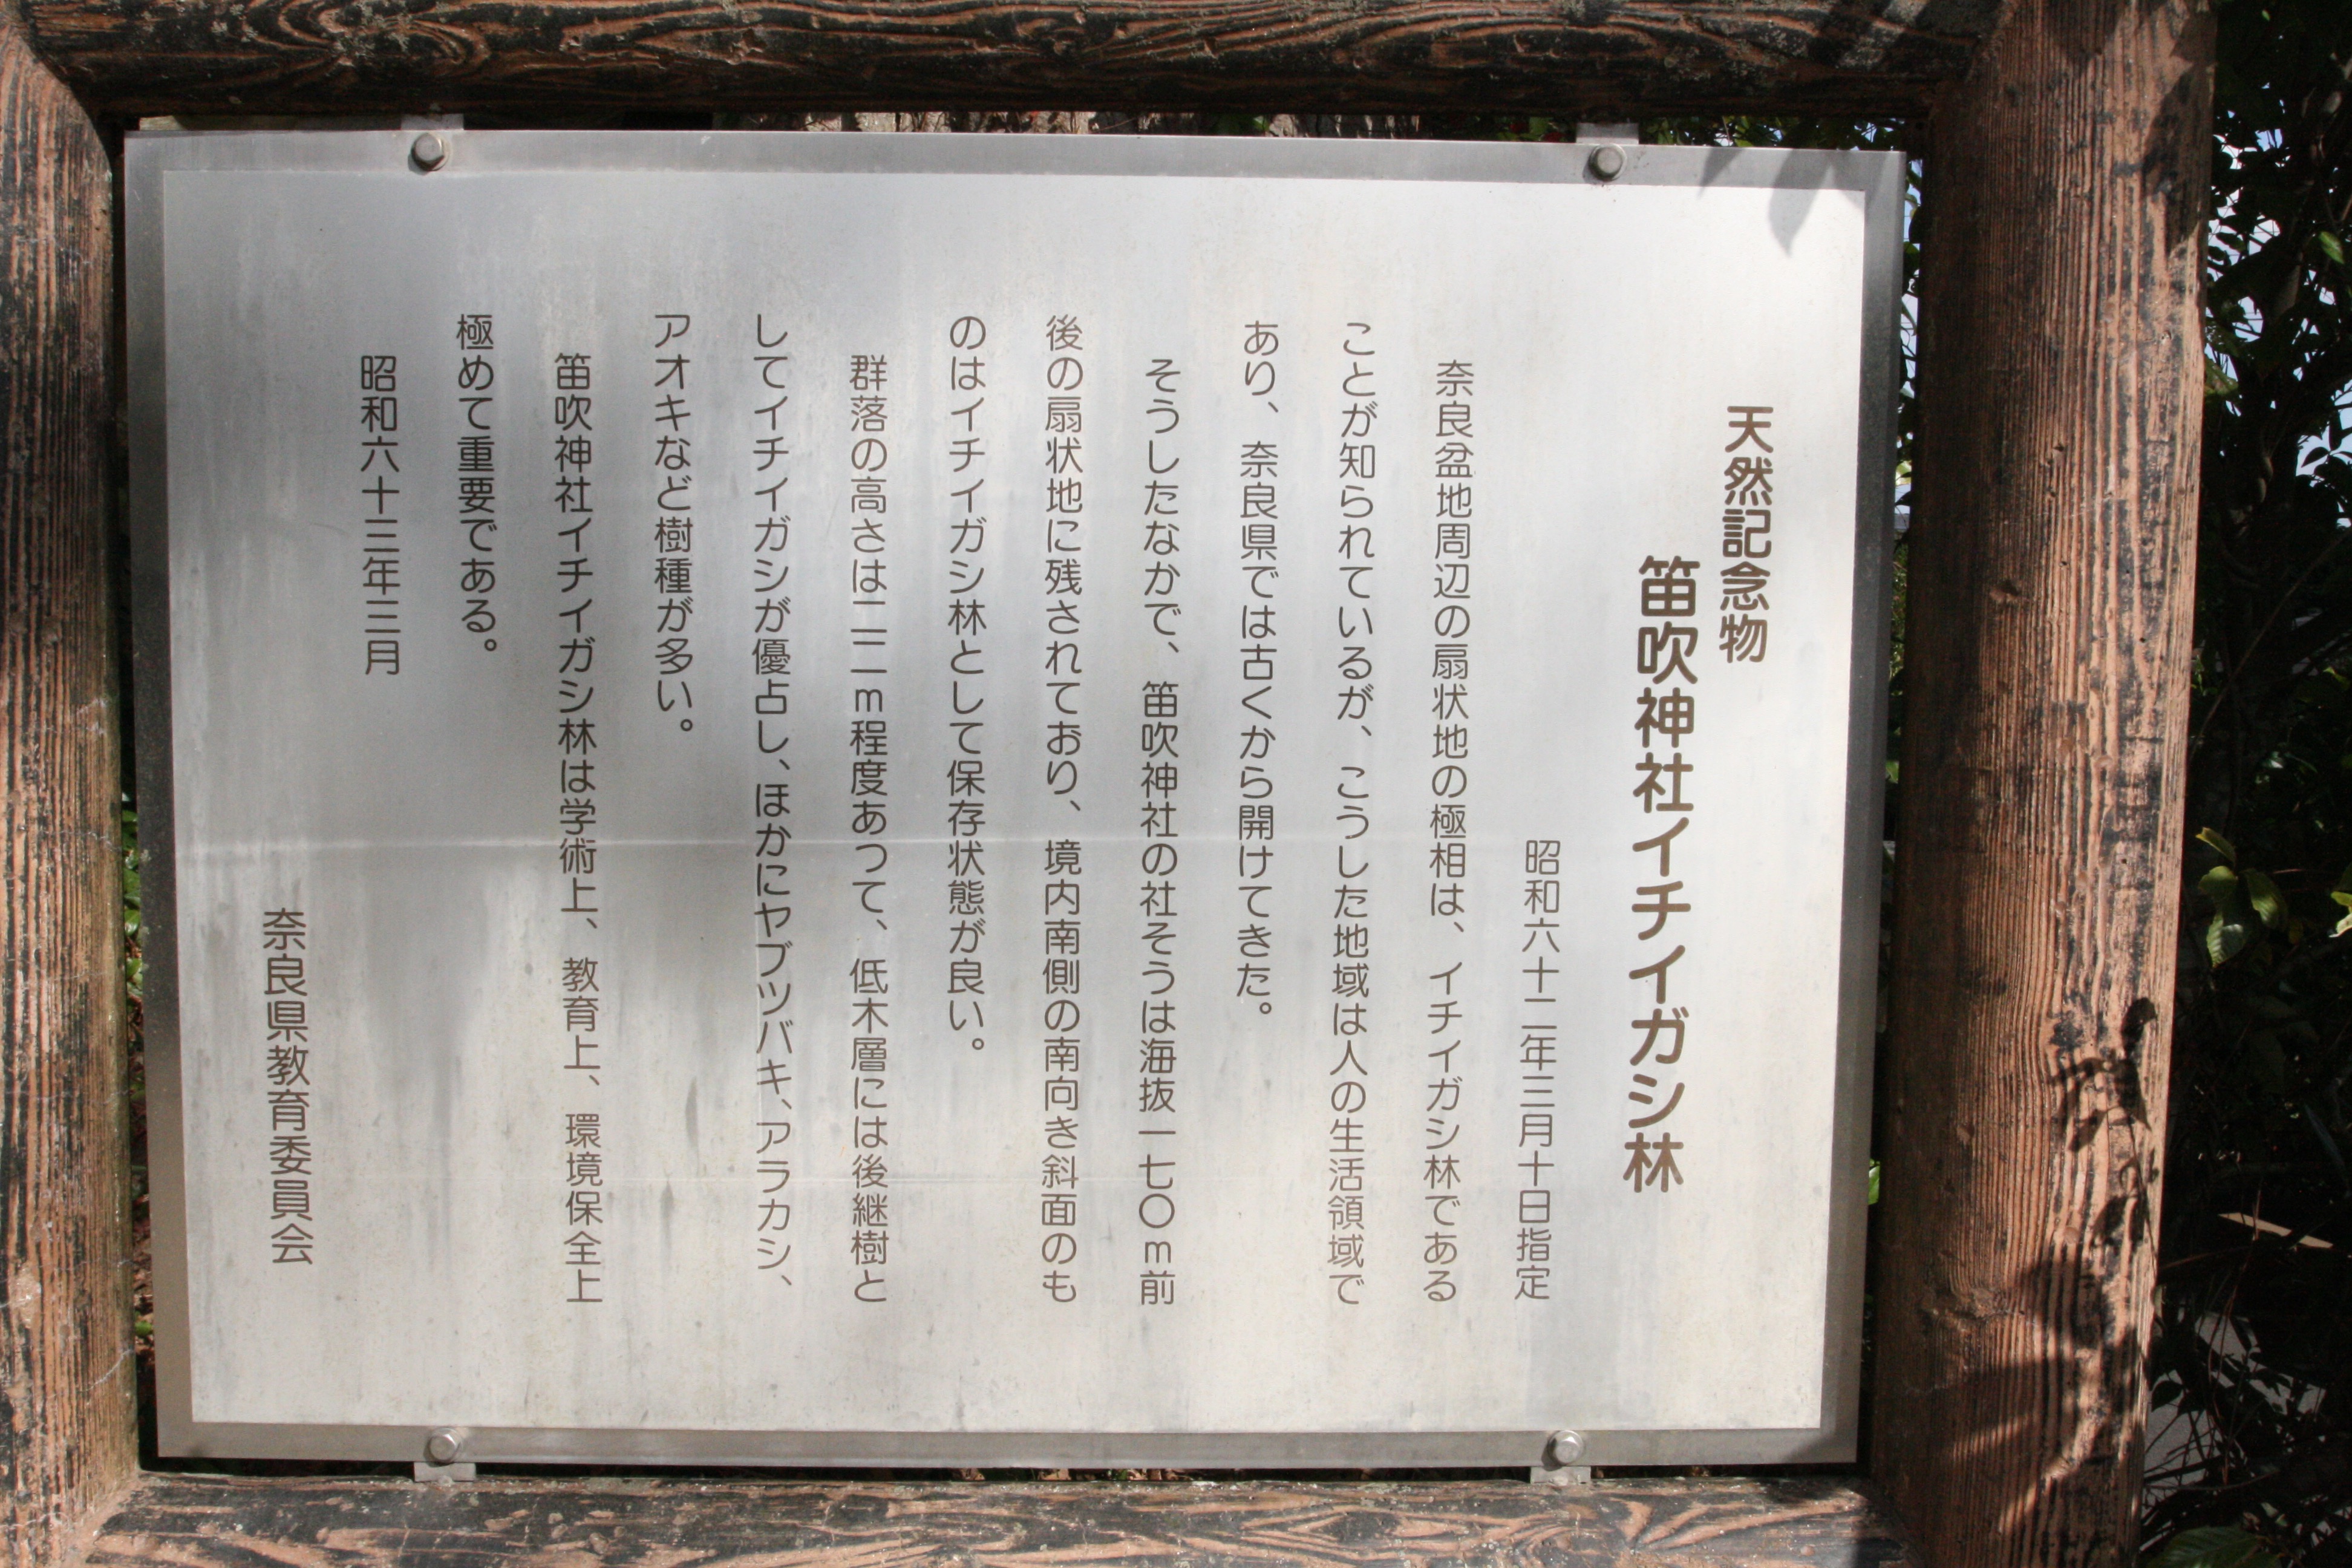 天然記念物
笛吹神社イチイガシ林
昭和六十二年三月十日指定
奈良盆地周辺の扇状地の極相は、イチイガシ林である
ことが知られているが、こうした地域は人の生活領域で
あり、奈良県では古くから開けてきた。
そうしたなかで、笛吹神社の社そうは海抜一七〇m前
後の扇状地に残されており、境内南側の南向き斜面のも
のはイチイガシ林として保存状態が良い。
群落の高さは二二m程度あつて、低木層には後継樹と
してイチイガシが優占し、ほかにヤブツバキ、アラカシ、
アオキなど樹種が多い。
笛吹神社イチイガシ林は学術上、教育上、環境保全上
極めて重要である。
昭和六十三年三月
奈良県教育委員会